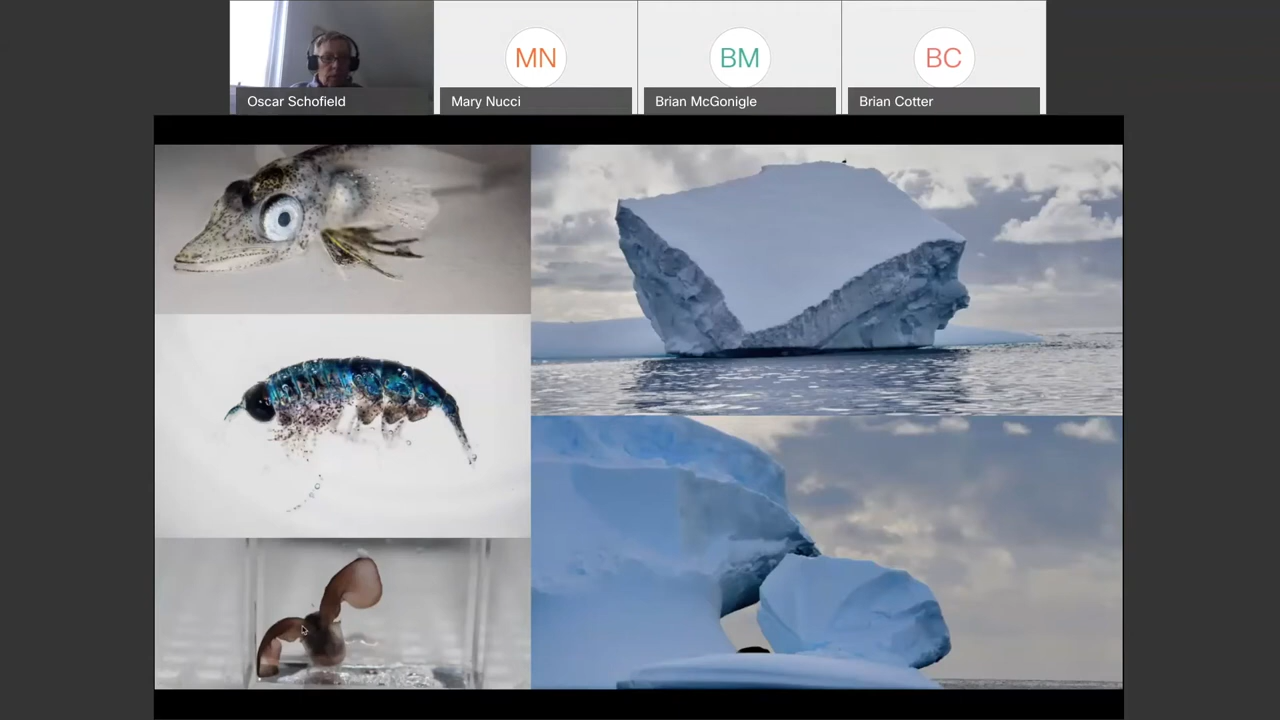 MN
BM
BC
Oscar Schofield
Mary Nucci
Brian McGonigle
Brian Cotter